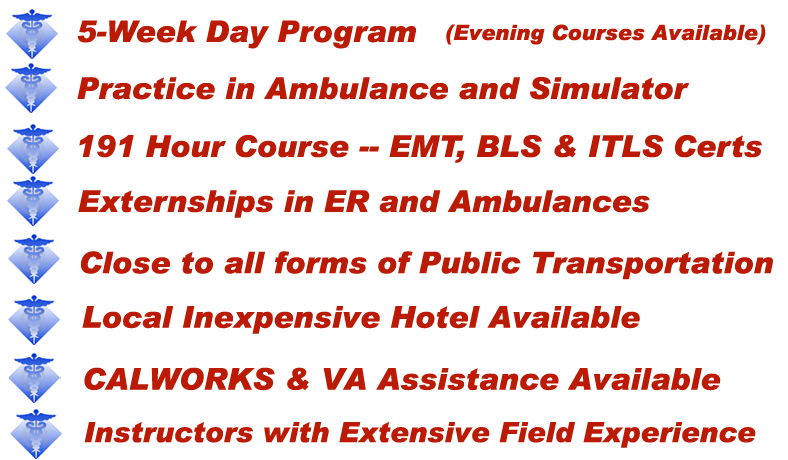 5-Week Day Program (Evening Courses Available)
Practice in Ambulance and Simulator
191 Hour Course -- EMT, BLS & ITLS Certs
Externships in ER and Ambulances
Close to all forms of Public Transportation
Local Inexpensive Hotel Available
CALWORKS & VA Assistance Available
Instructors with Extensive Field Experience